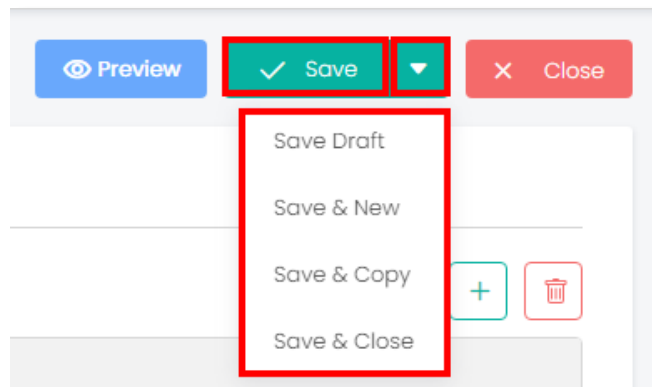 Preview
Save
Close
Save Draft
Save & New
Save & Copy
Save & Close